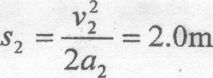 s₂ = v₂²/2a₂ = 2.0m